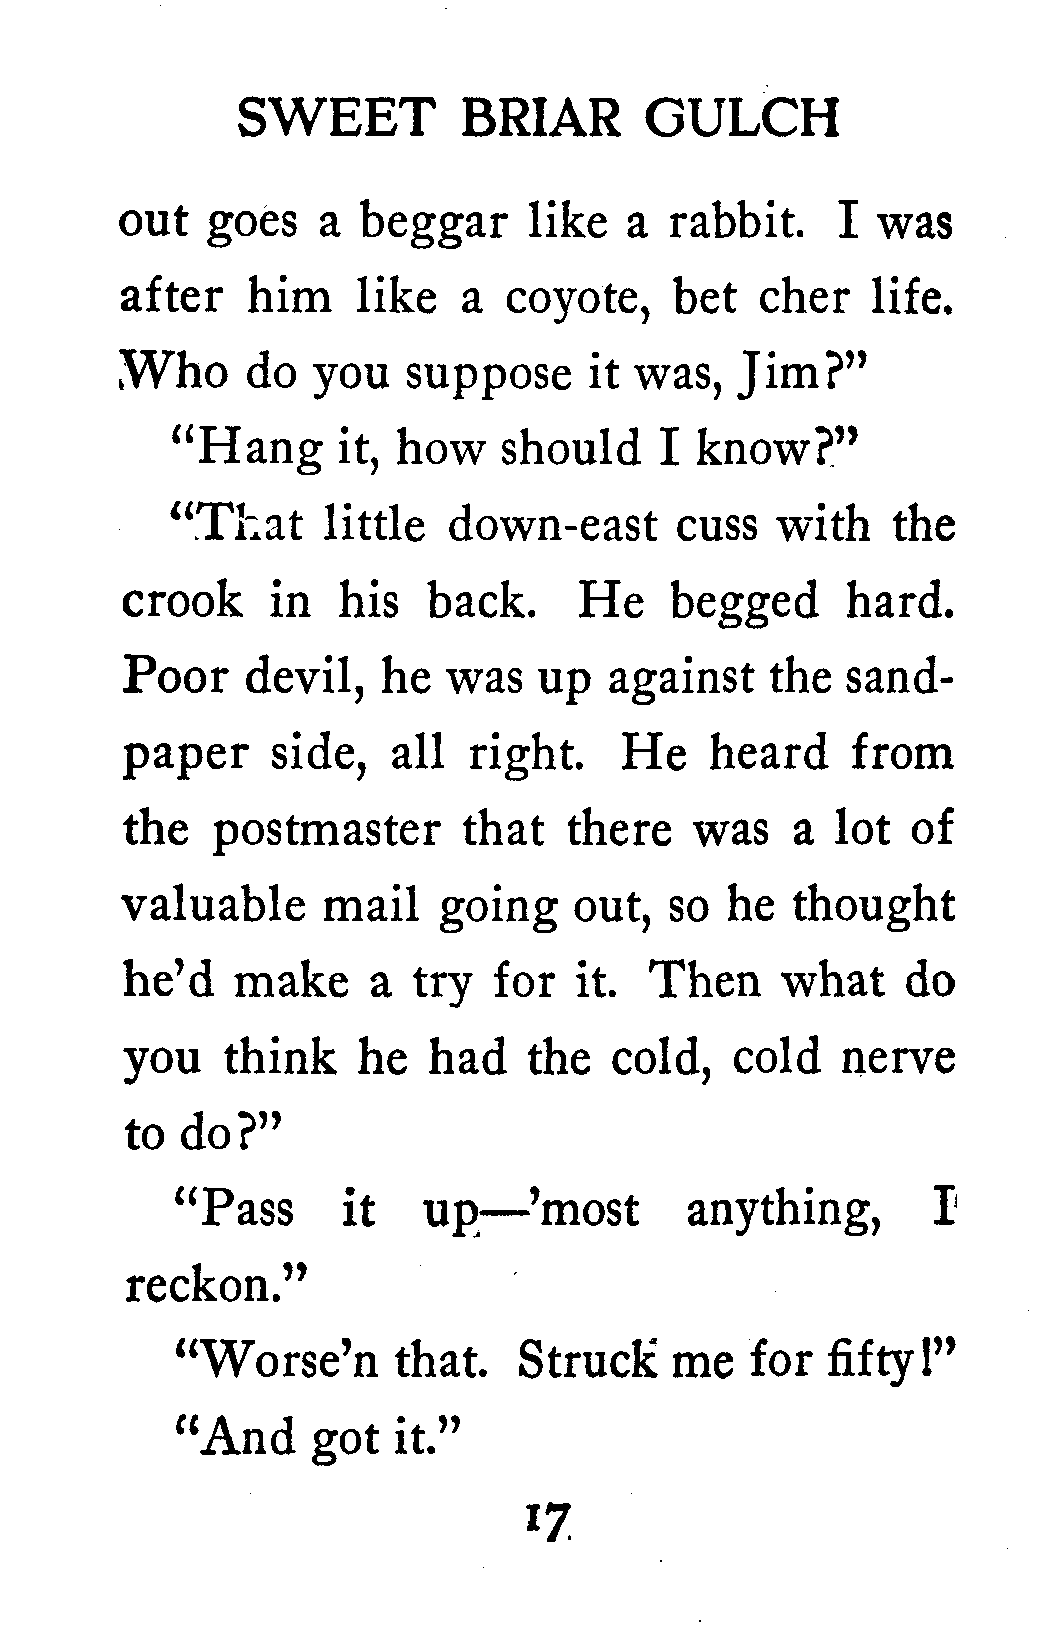 SWEET BRIAR GULCH
out goes a beggar like a rabbit. I was
after him like a coyote, bet cher life.
Who do you suppose it was, Jim?”
“Hang it, how should I know?”
“That little down-east cuss with the
crook in his back. He begged hard.
Poor devil, he was up against the sand-
paper side, all right. He heard from
the postmaster that there was a lot of
valuable mail going out, so he thought
he’d make a try for it. Then what do
you think he had the cold, cold nerve
to do?”
“Pass it up—’most anything, I
reckon.”
“Worse’n that. Struck me for fifty!”
“And got it.”
17